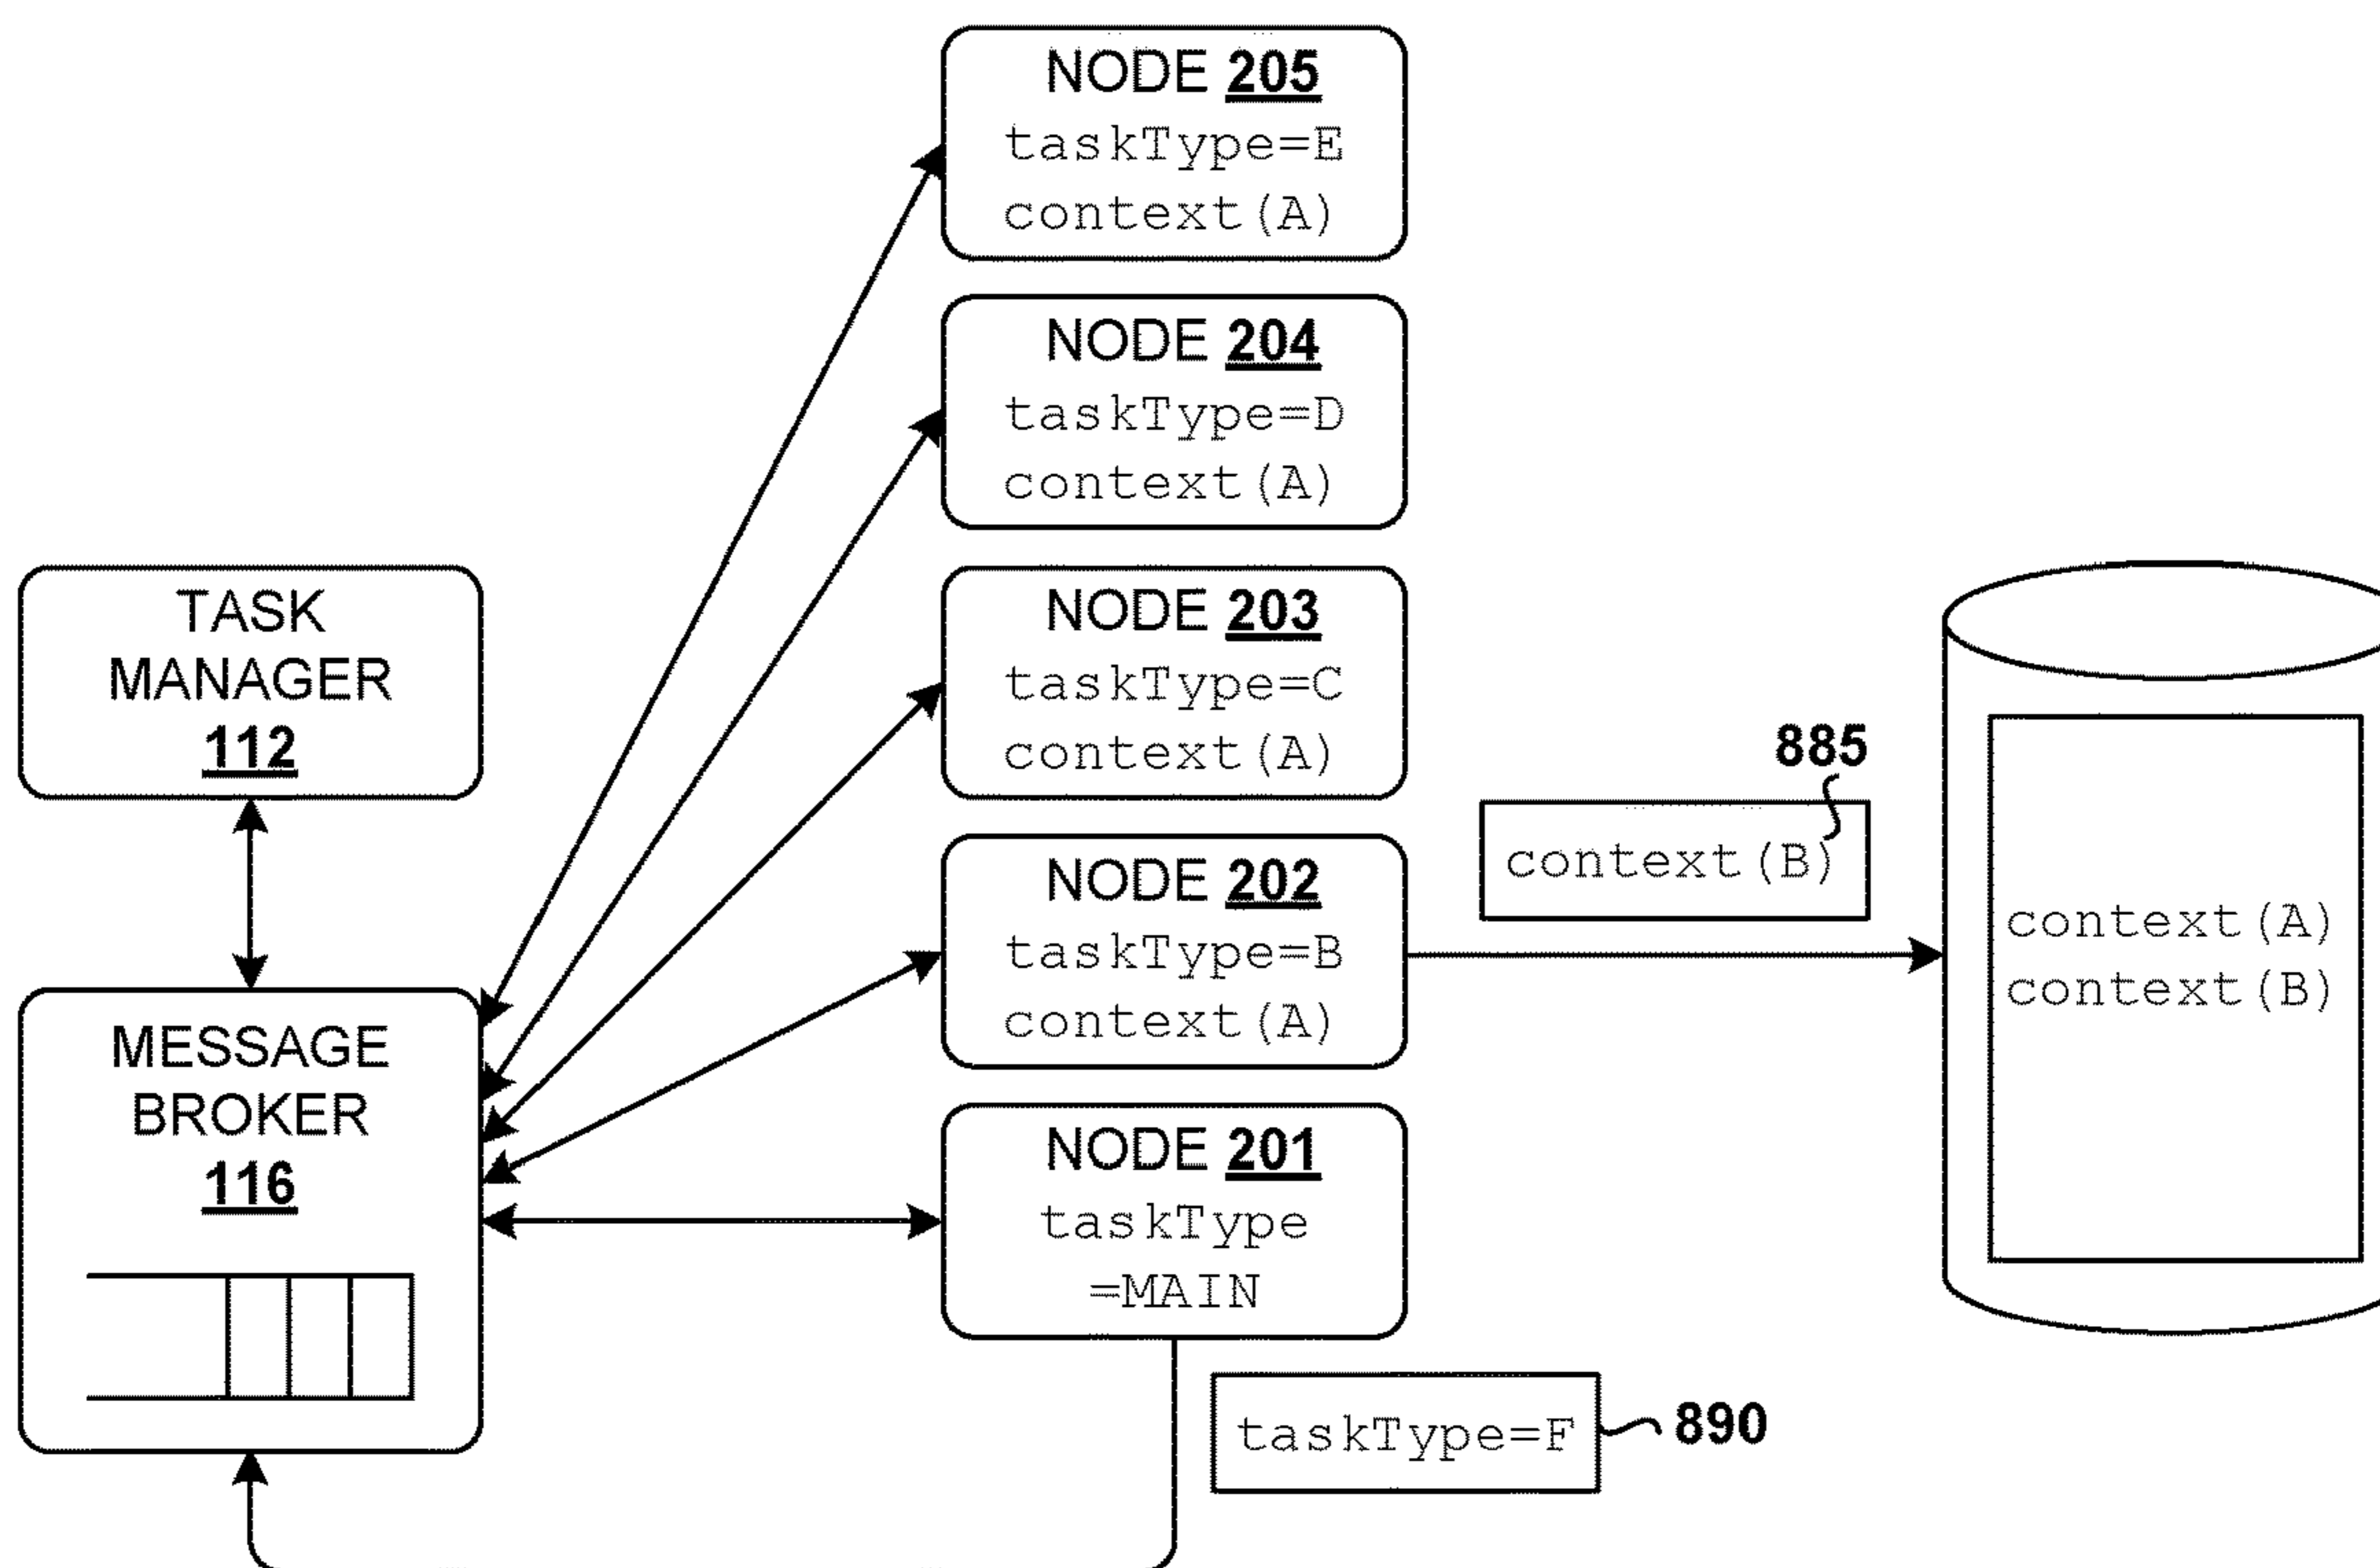 NODE 205
taskType=E
context(A)
NODE 204
taskType=D
context(A)
TASK
MANAGER
112
NODE 203
taskType=C
context(A)
885
context(B)
NODE 202
taskType=B
context(A)
context(A)
context(B)
MESSAGE
BROKER
116
NODE 201
taskType
=MAIN
taskType=F
890